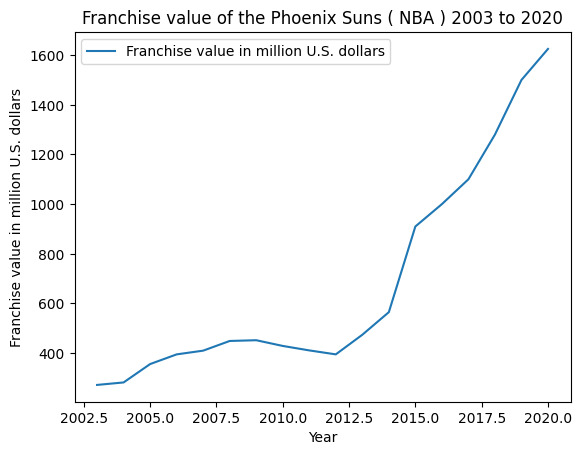 Franchise value of the Phoenix Suns ( NBA ) 2003 to 2020
Franchise value in million U.S. dollars
Franchise value in million U.S. dollars
1600
1400
1200
1000
800
600
400
2002.5 2005.0 2007.5 2010.0 2012.5 2015.0 2017.5 2020.0
Year